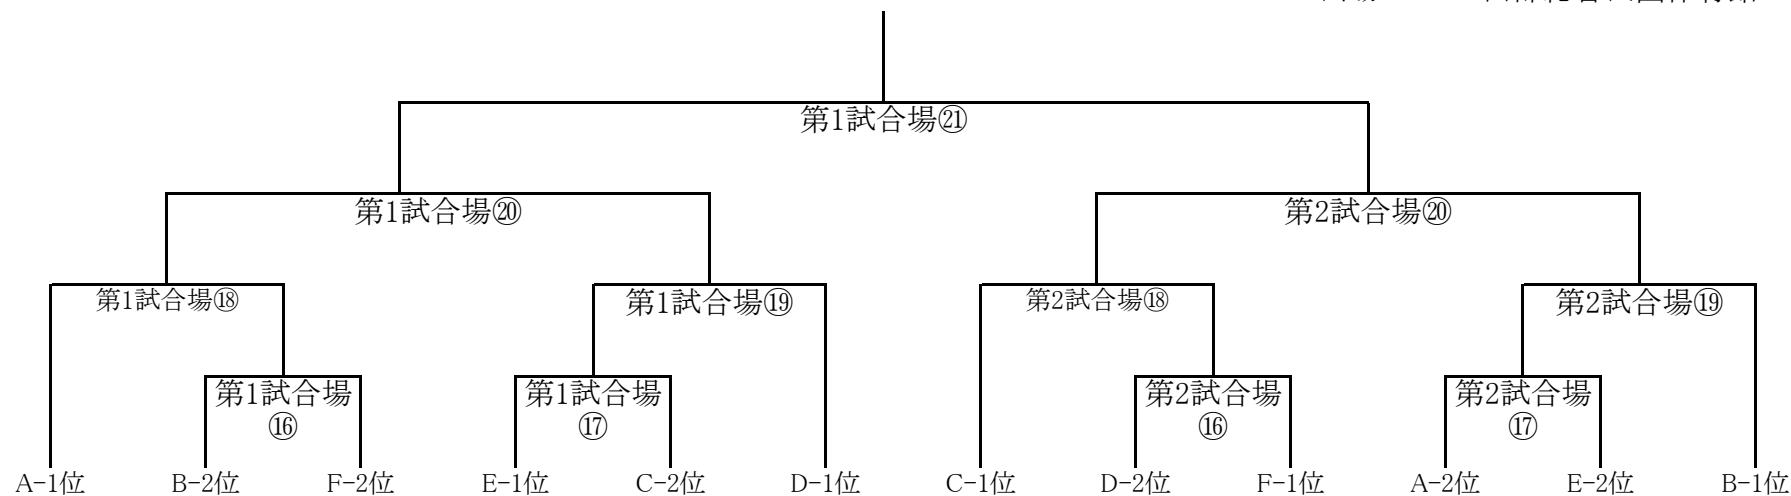 第1試合場㉑
第1試合場⑳
第2試合場⑳
第1試合場⑱
第1試合場⑲
第2試合場⑱
第2試合場⑲
第1試合場
⑯
第1試合場
⑰
第2試合場
⑯
第2試合場
⑰
A-1位
B-2位
F-2位
E-1位
C-2位
D-1位
C-1位
D-2位
F-1位
A-2位
E-2位
B-1位